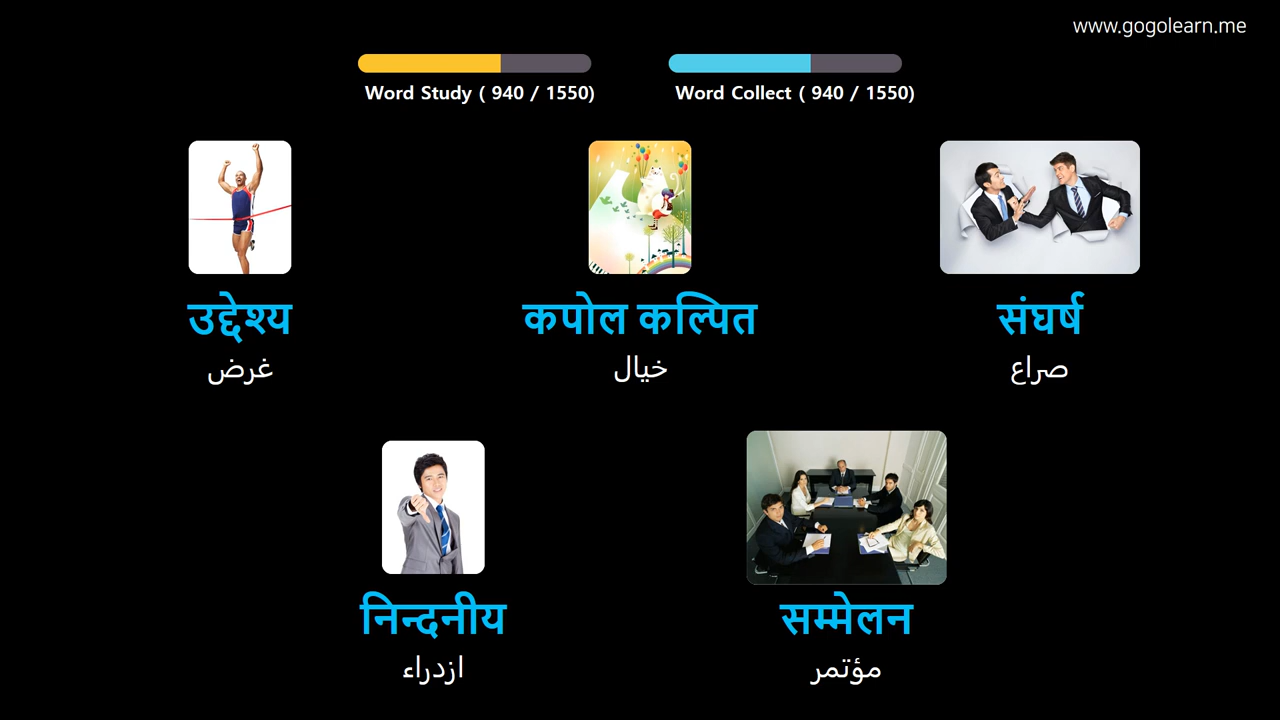 www.gogolearn.me
Word Study ( 940 / 1550)
Word Collect ( 940 / 1550)
उद्देश्य
غرض
कपोल कल्पित
خيال
संघर्ष
صراع
निन्दनीय
ازدراء
सम्मेलन
مؤتمر